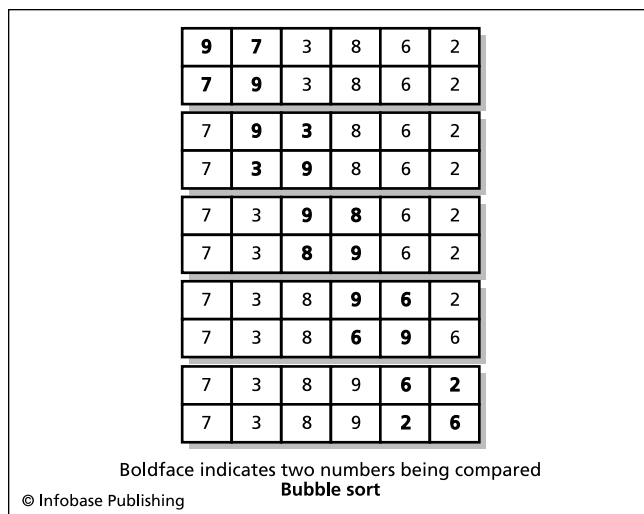 9 7 3 8 6 2
7 9 3 8 6 2
7 9 3 8 6 2
7 3 9 8 6 2
7 3 9 8 6 2
7 3 8 9 6 2
7 3 8 9 6 2
7 3 8 6 9 6
7 3 8 9 6 2
7 3 8 9 2 6
Boldface indicates two numbers being compared
Bubble sort
© Infobase Publishing